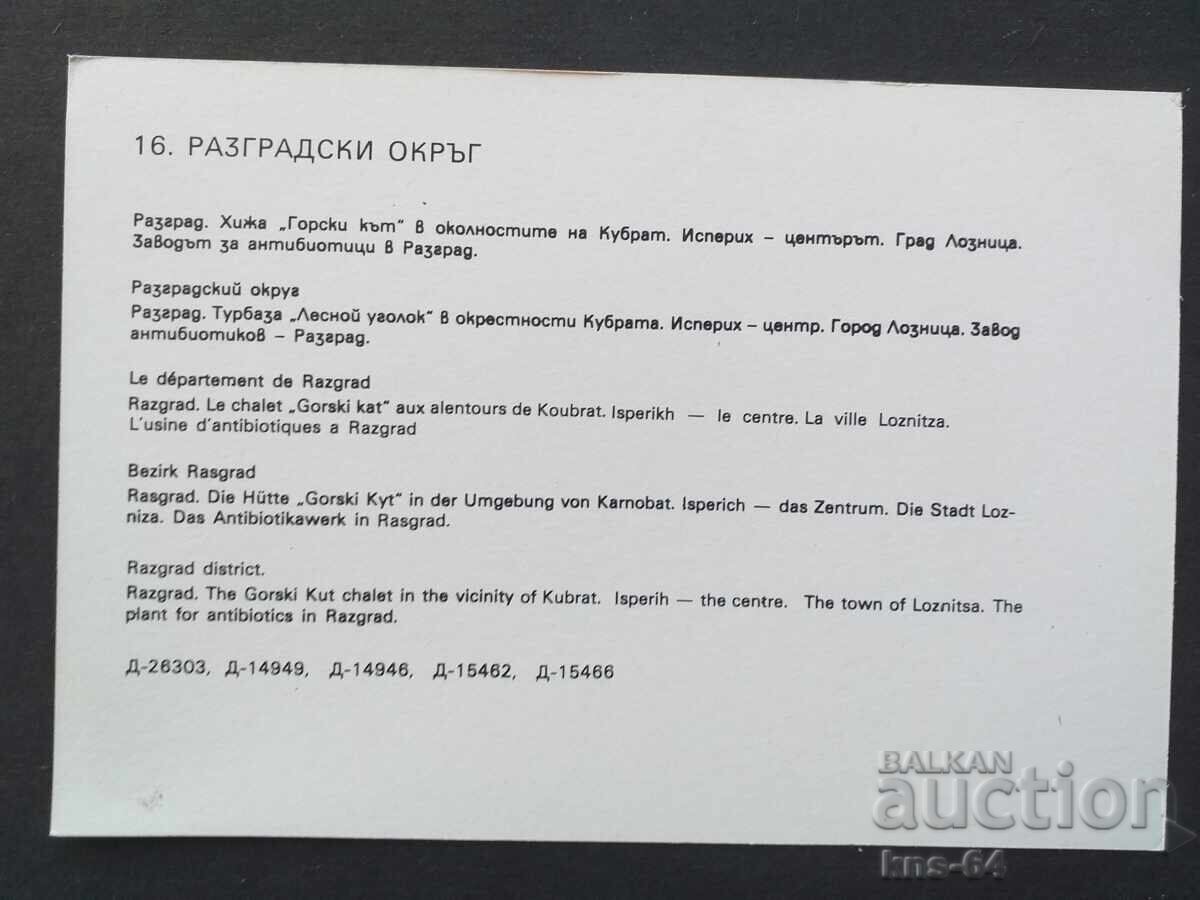 16. РАЗГРАДСКИ ОКРЪГ
Разград. Хижа „Горски кът“ в околностите на Кубрат. Исперих – центърът. Град Лозница.
Заводът за антибиотици в Разград.
Разградский округ
Разград. Турбаза „Лесной уголок“ в окрестности Кубрата. Исперих – центр. Город Лозница. Завод
антибиотиков – Разград.
Le département de Razgrad
Razgrad. Le chalet „Gorski kat“ aux alentours de Koubrat. Isperikh — le centre. La ville Loznitza.
L'usine d'antibiotiques a Razgrad
Bezirk Rasgrad
Rasgrad. Die Hütte „Gorski Kyt“ in der Umgebung von Karnobat. Isperich — das Zentrum. Die Stadt Loz-
niza. Das Antibiotikawerk in Rasgrad.
Razgrad district.
Razgrad. The Gorski Kut chalet in the vicinity of Kubrat. Isperih — the centre. The town of Loznitsa. The
plant for antibiotics in Razgrad.
Д-26303, Д-14949, Д-14946, Д-15462, Д-15466
BALKAN
auction
kns-64